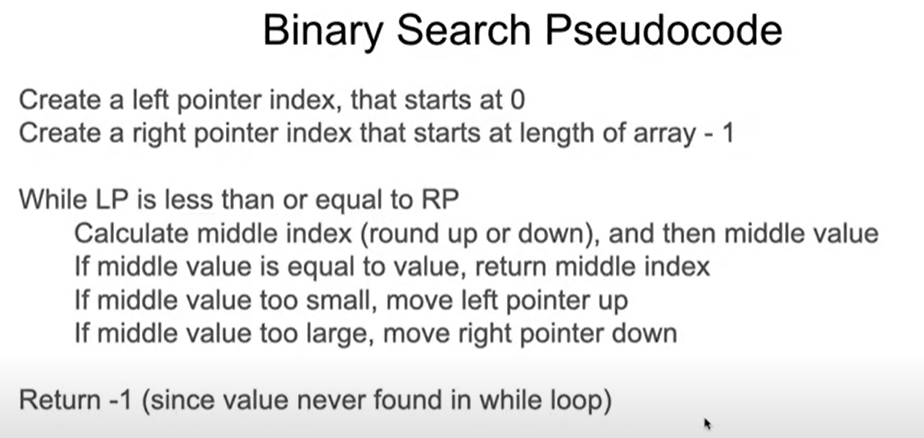 Binary Search Pseudocode
Create a left pointer index, that starts at 0
Create a right pointer index that starts at length of array - 1
While LP is less than or equal to RP
Calculate middle index (round up or down), and then middle value
If middle value is equal to value, return middle index
If middle value too small, move left pointer up
If middle value too large, move right pointer down
Return -1 (since value never found in while loop)